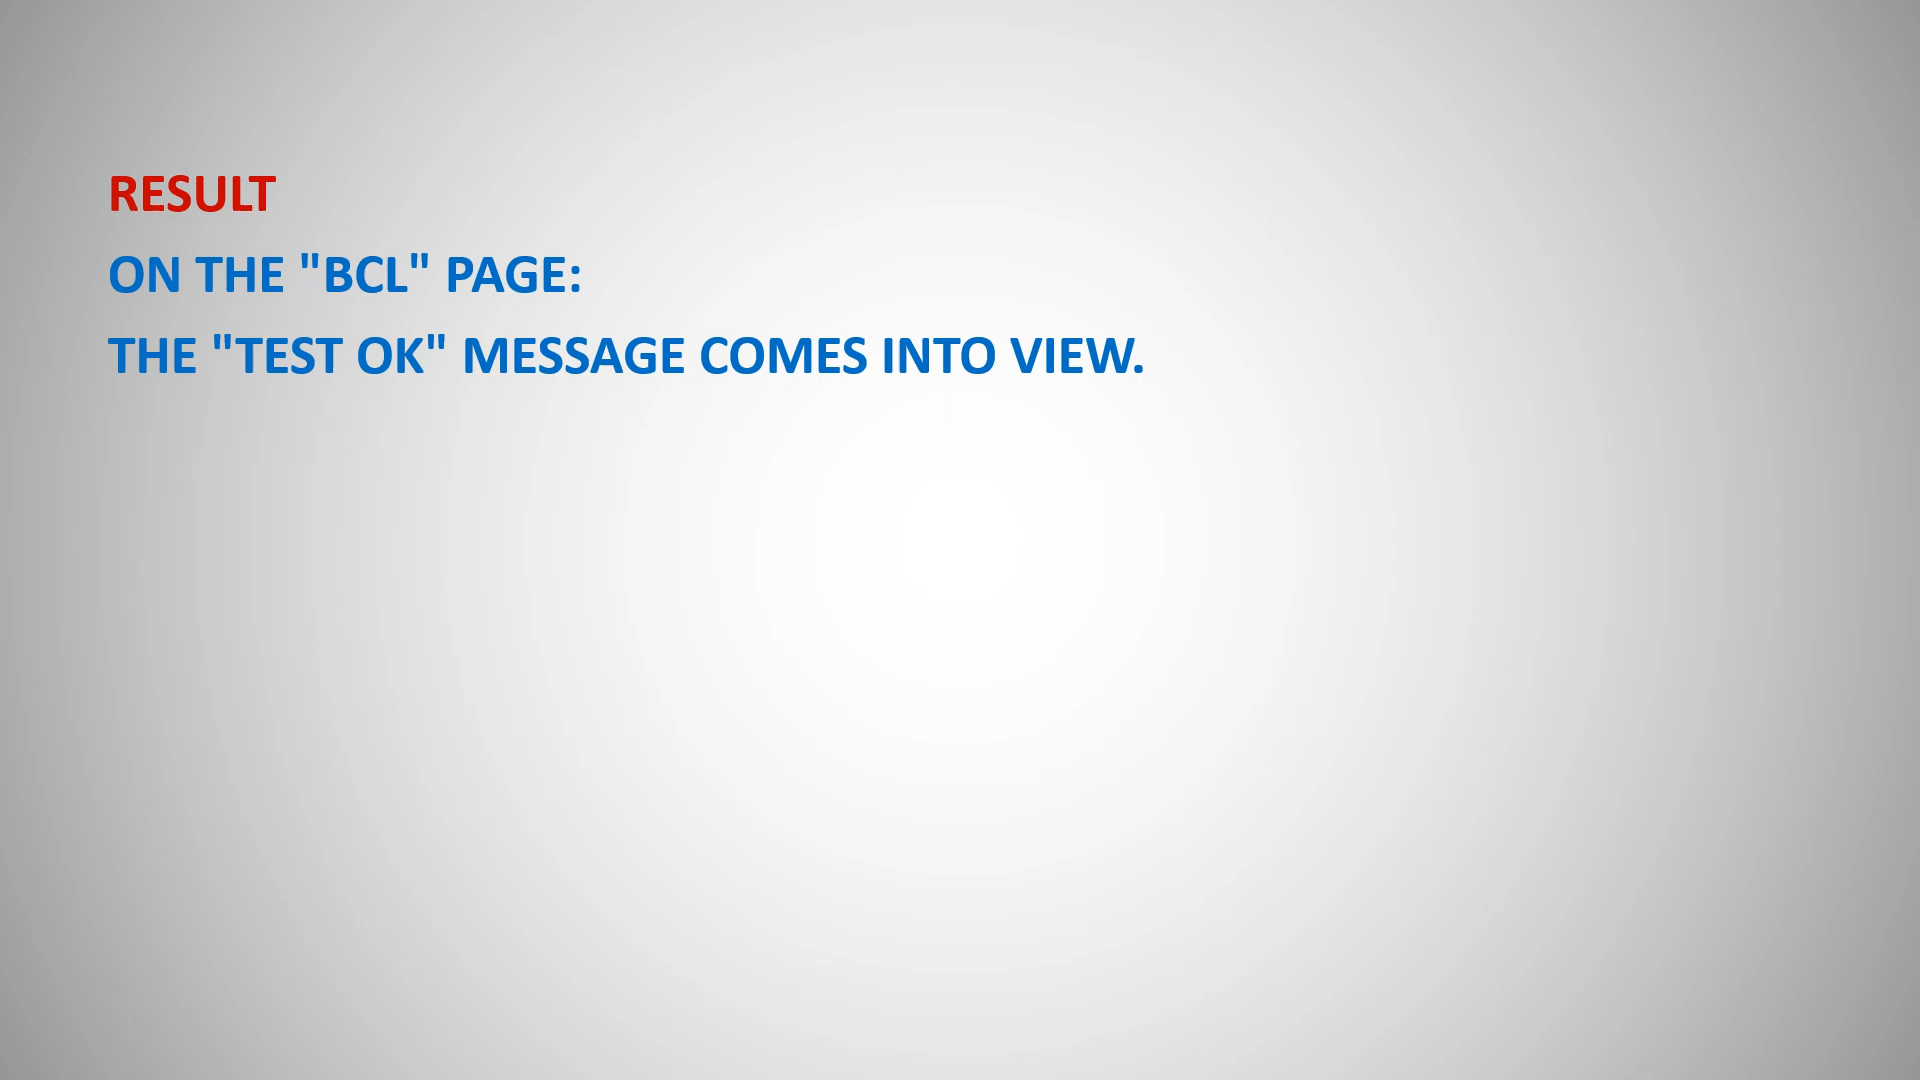 RESULT
ON THE "BCL" PAGE:
THE "TEST OK" MESSAGE COMES INTO VIEW.